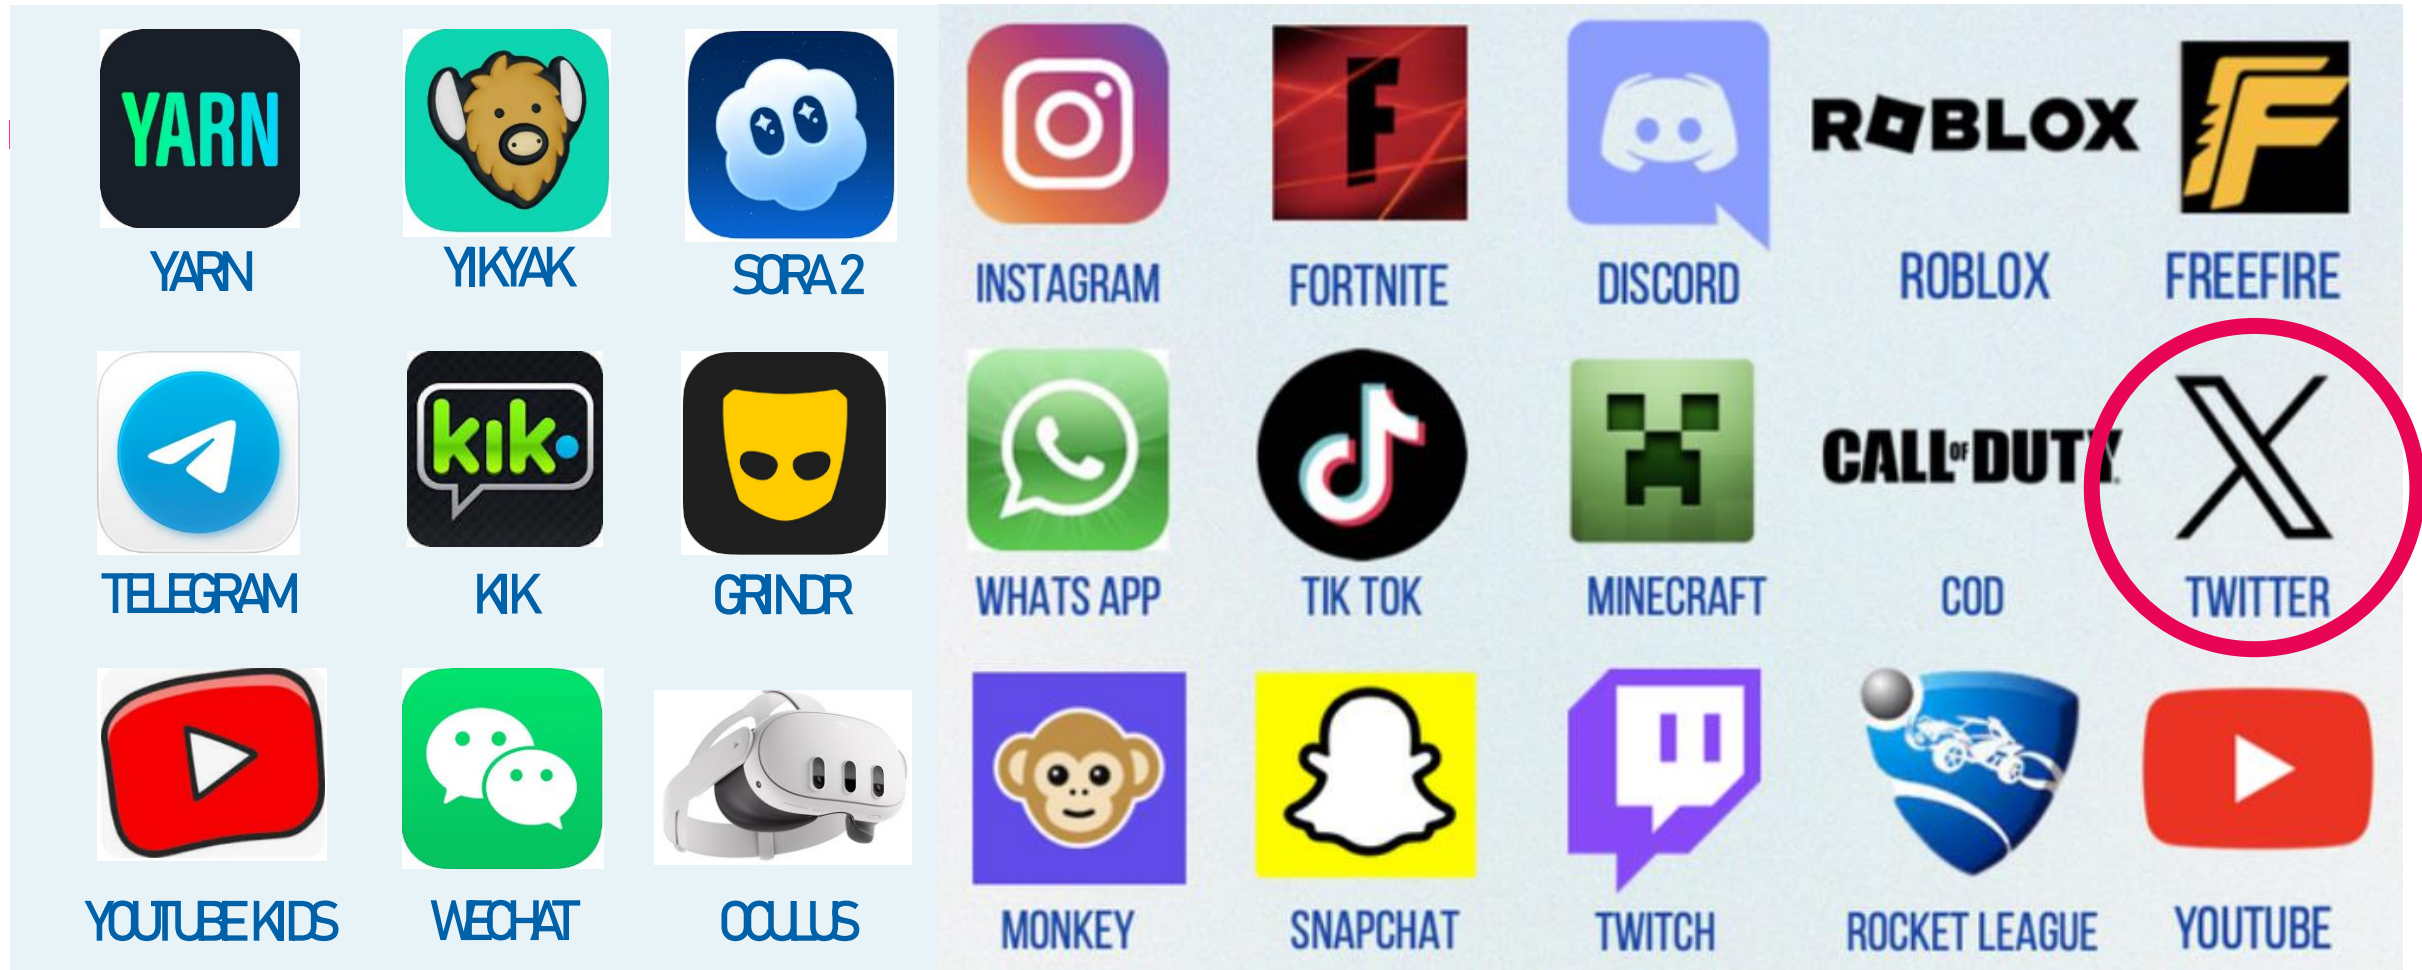 YARN
YARN
YIKYAK
SORA 2
INSTAGRAM
F
FORTNITE
DISCORD
ROBLOX
ROBLOX
FREEFIRE
TELEGRAM
kik
KIK
GRINDR
WHATS APP
TIK TOK
MINECRAFT
CALL OF DUTY
COD
X
TWITTER
YOUTUBE KIDS
WECHAT
OCULUS
MONKEY
SNAPCHAT
TWITCH
ROCKET LEAGUE
YOUTUBE